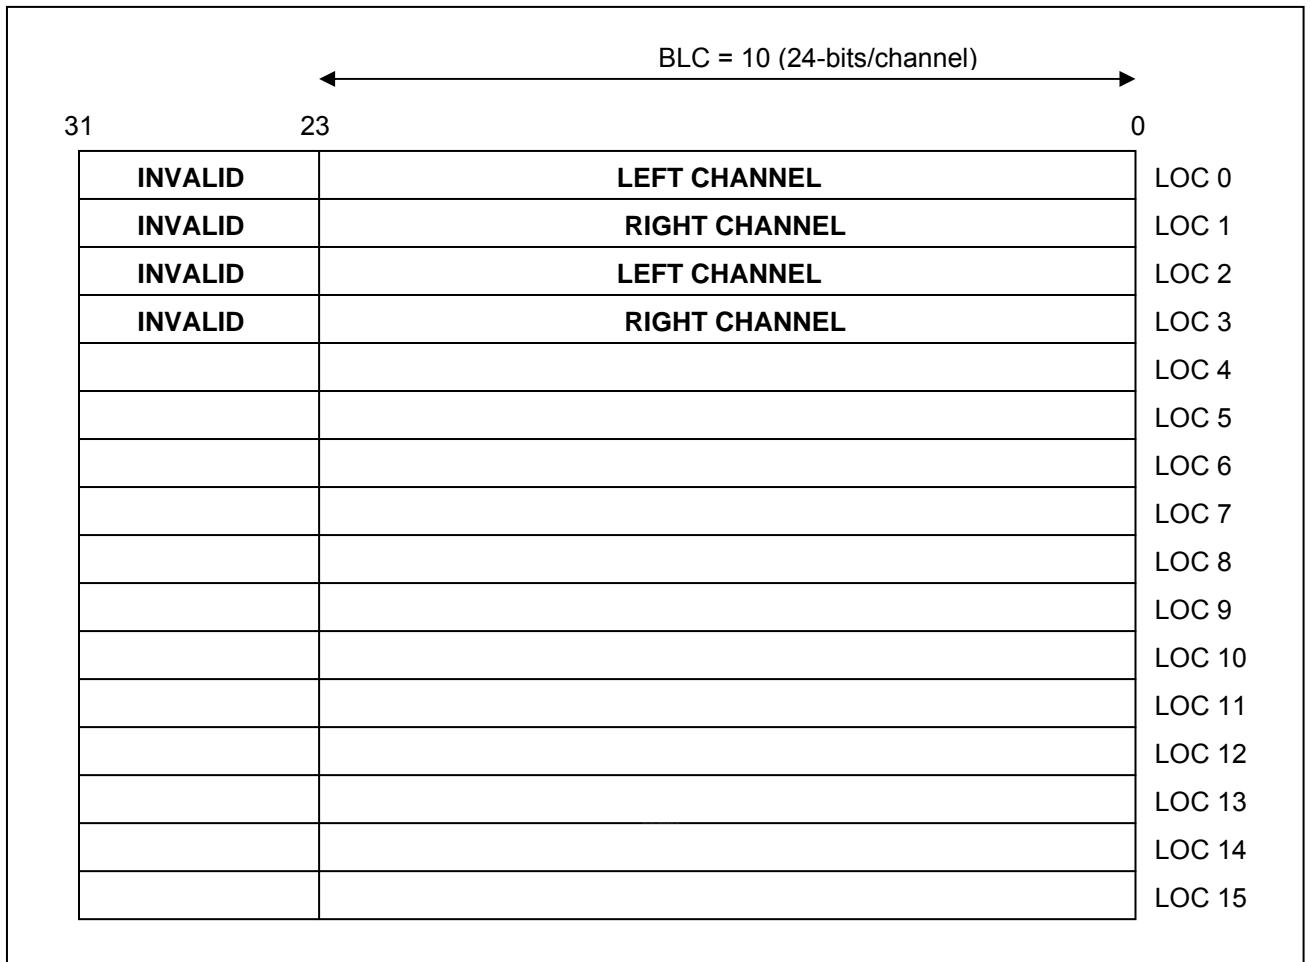 BLC = 10 (24-bits/channel)
31 23 0
INVALID LEFT CHANNEL LOC 0
INVALID RIGHT CHANNEL LOC 1
INVALID LEFT CHANNEL LOC 2
INVALID RIGHT CHANNEL LOC 3
LOC 4
LOC 5
LOC 6
LOC 7
LOC 8
LOC 9
LOC 10
LOC 11
LOC 12
LOC 13
LOC 14
LOC 15